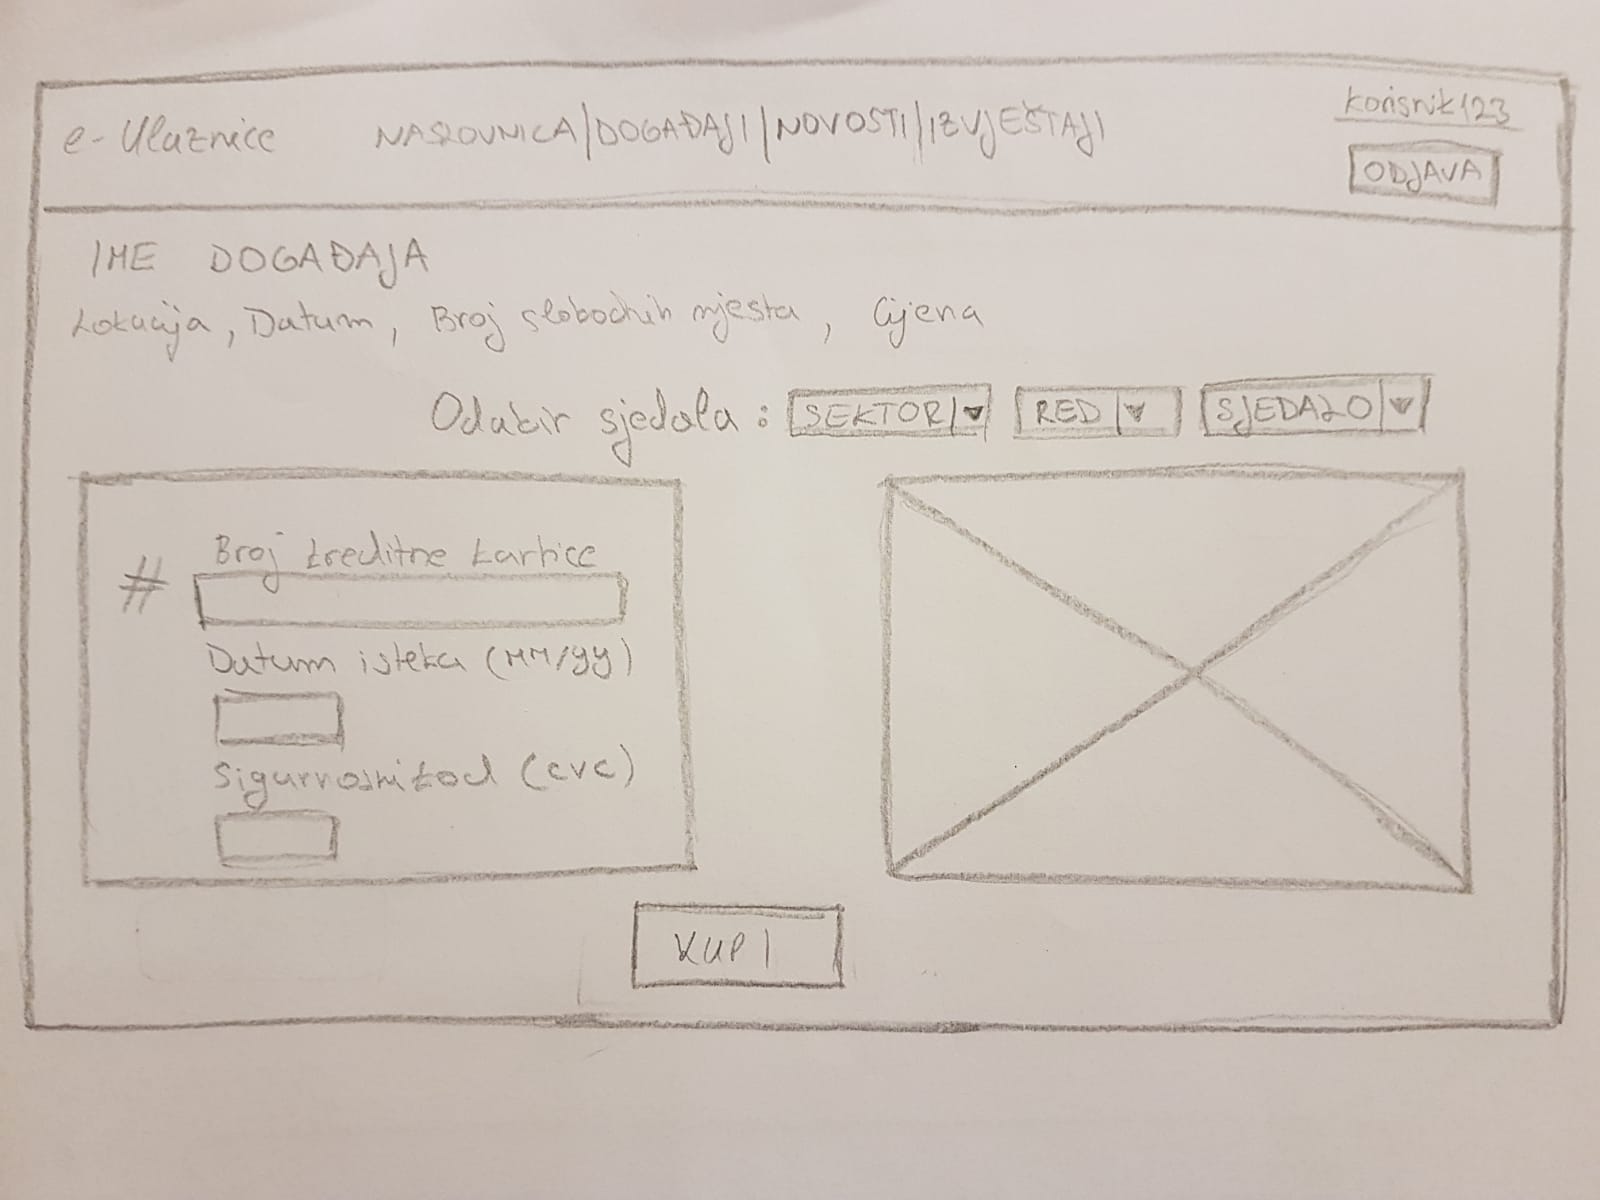 e-Ulaznice NASLOVNICA|DOGAĐAJI|NOVOSTI|IZVJEŠTAJI korisnik123
ODJAVA
IME DOGAĐAJA
Lokacija, Datum, Broj slobodnih mjesta, Cijena
Odabir sjedala: SEKTOR RED SJEDALO
Broj kreditne kartice
#
Datum isteka (MM/YY)
Sigurnosni kod (CVC)
KUPI